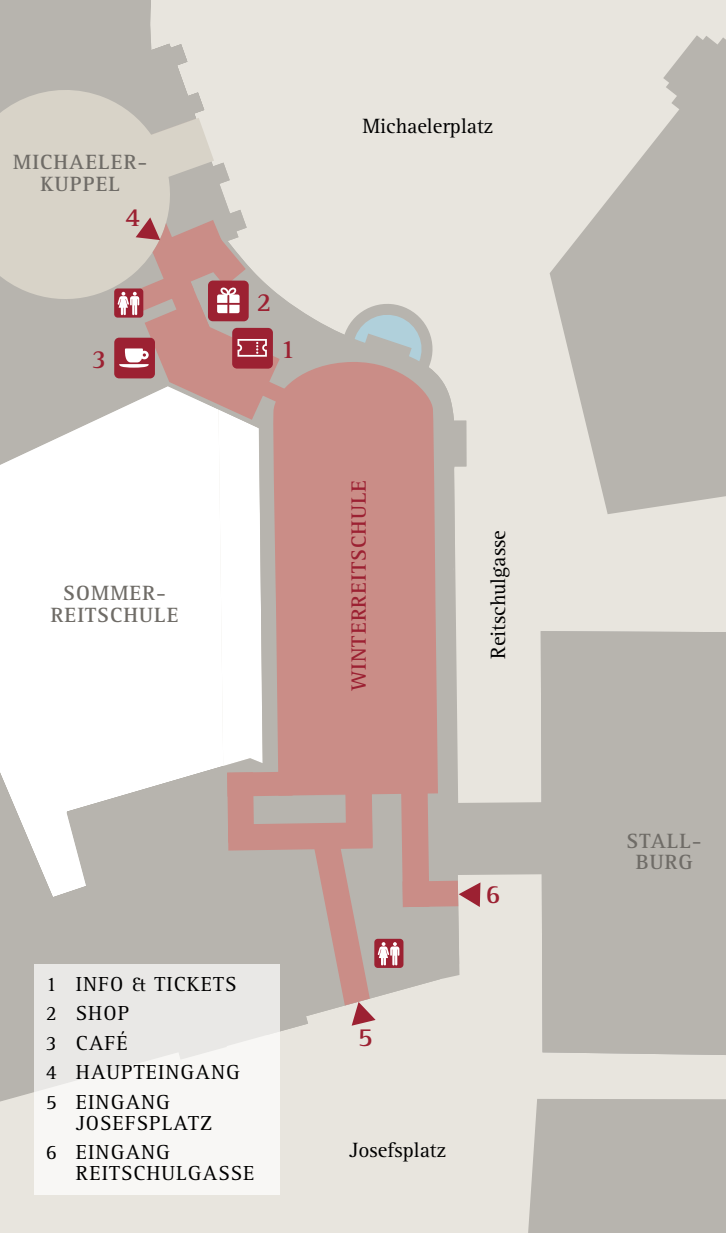 Michaelerplatz
MICHAELER-
KUPPEL
4
2
1
3
WINTERREITSCHULE
Reitschulgasse
SOMMER-
REITSCHULE
STALL-
BURG
6
5
1 INFO & TICKETS
2 SHOP
3 CAFÉ
4 HAUPTEINGANG
5 EINGANG
JOSEFSPLATZ
6 EINGANG
REITSCHULGASSE
Josefsplatz